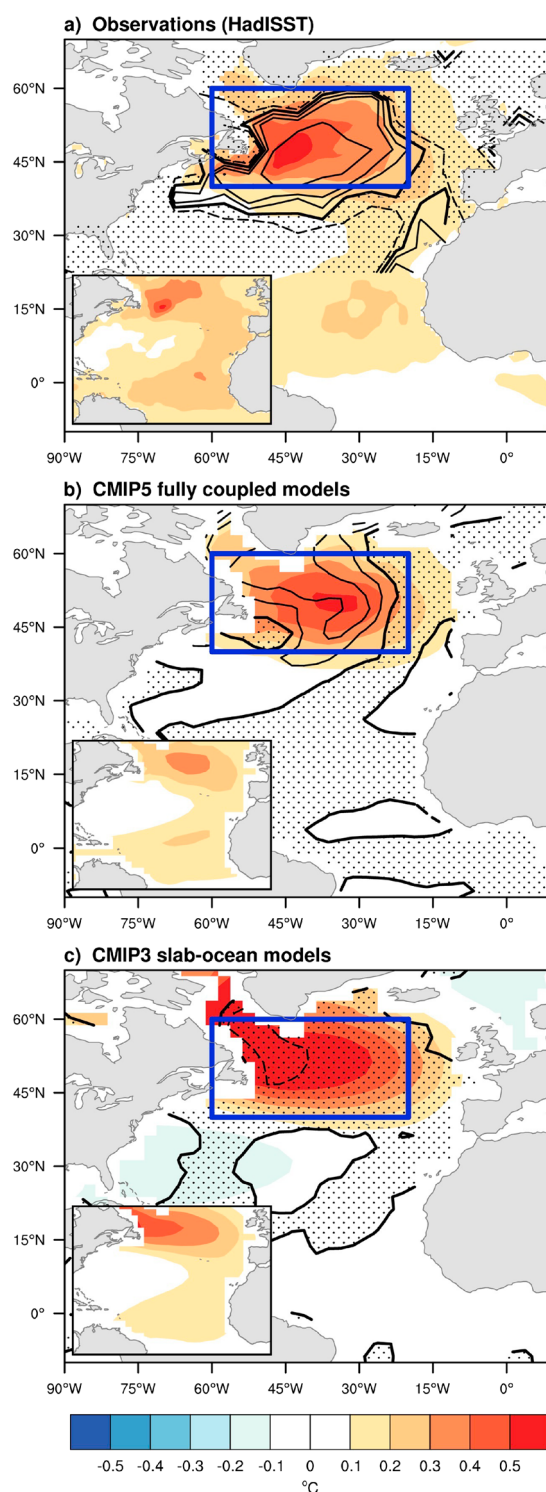 a) Observations (HadISST)
60°N
45°N
30°N
15°N
0°
90°W 75°W 60°W 45°W 30°W 15°W 0°
b) CMIP5 fully coupled models
60°N
45°N
30°N
15°N
0°
90°W 75°W 60°W 45°W 30°W 15°W 0°
c) CMIP3 slab-ocean models
60°N
45°N
30°N
15°N
0°
90°W 75°W 60°W 45°W 30°W 15°W 0°
-0.5 -0.4 -0.3 -0.2 -0.1 0 0.1 0.2 0.3 0.4 0.5
°C